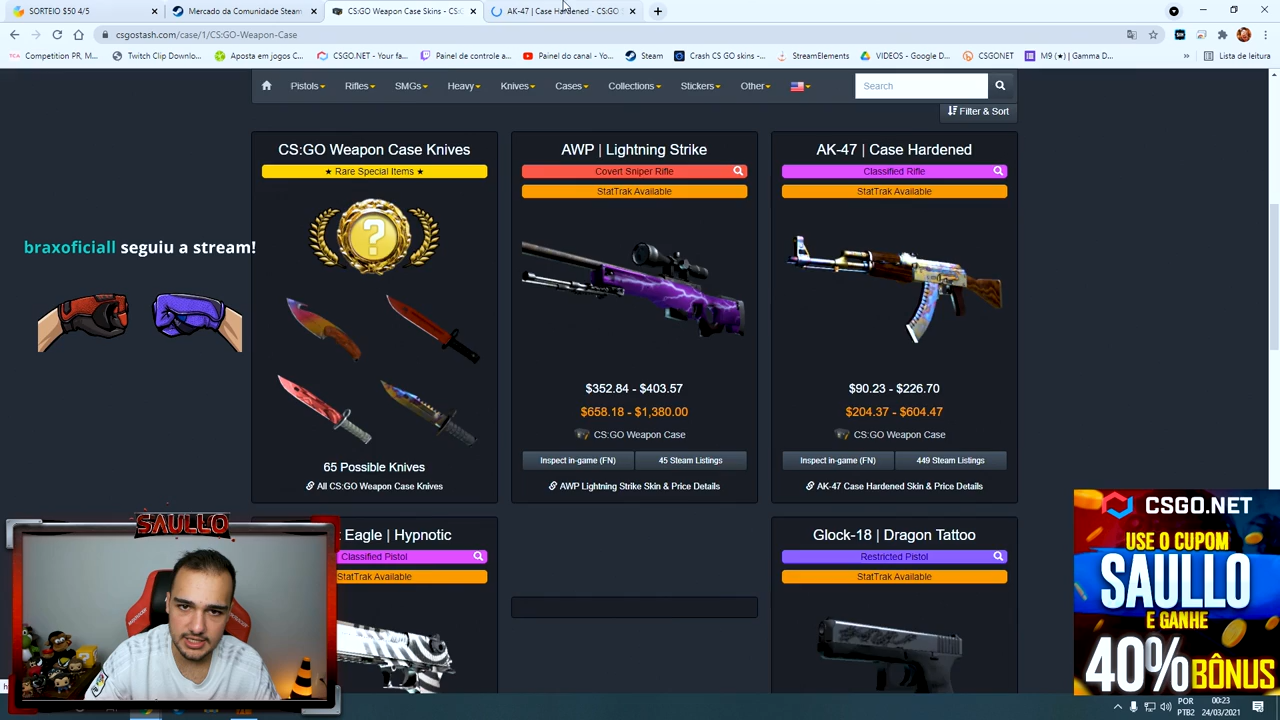 SORTEIO $50 4/5
Mercado da Comunidade Steam
CS:GO Weapon Case Skins - CS:G
AK-47 | Case Hardened - CS:GO
csgostash.com/case/1/CS:GO-Weapon-Case
Competition PR, M...
Twitch Clip Downlo...
Aposta em jogos C...
CSGO.NET - Your fa...
Painel de controle a...
Painel do canal - Yo...
Steam
Crash CS GO skins -...
StreamElements
VIDEOS - Google D...
CSGONET
M9 (★) | Gamma D...
»
Lista de leitura
Pistols
Rifles
SMGs
Heavy
Knives
Cases
Collections
Stickers
Other
Search
Filter & Sort
CS:GO Weapon Case Knives
★ Rare Special Items ★
65 Possible Knives
All CS:GO Weapon Case Knives
AWP | Lightning Strike
Covert Sniper Rifle
StatTrak Available
$352.84 - $403.57
$658.18 - $1,380.00
CS:GO Weapon Case
Inspect in-game (FN)
45 Steam Listings
AWP Lightning Strike Skin & Price Details
AK-47 | Case Hardened
Classified Rifle
StatTrak Available
$90.23 - $226.70
$204.37 - $604.47
CS:GO Weapon Case
Inspect in-game (FN)
449 Steam Listings
AK-47 Case Hardened Skin & Price Details
braxoficiall seguiu a stream!
Eagle | Hypnotic
Classified Pistol
StatTrak Available
Glock-18 | Dragon Tattoo
Restricted Pistol
StatTrak Available
SAULLO
CSGO.NET
USE O CUPOM
SAULLO
E GANHE
40% BÔNUS
POR
PTB2
00:23
24/03/2021